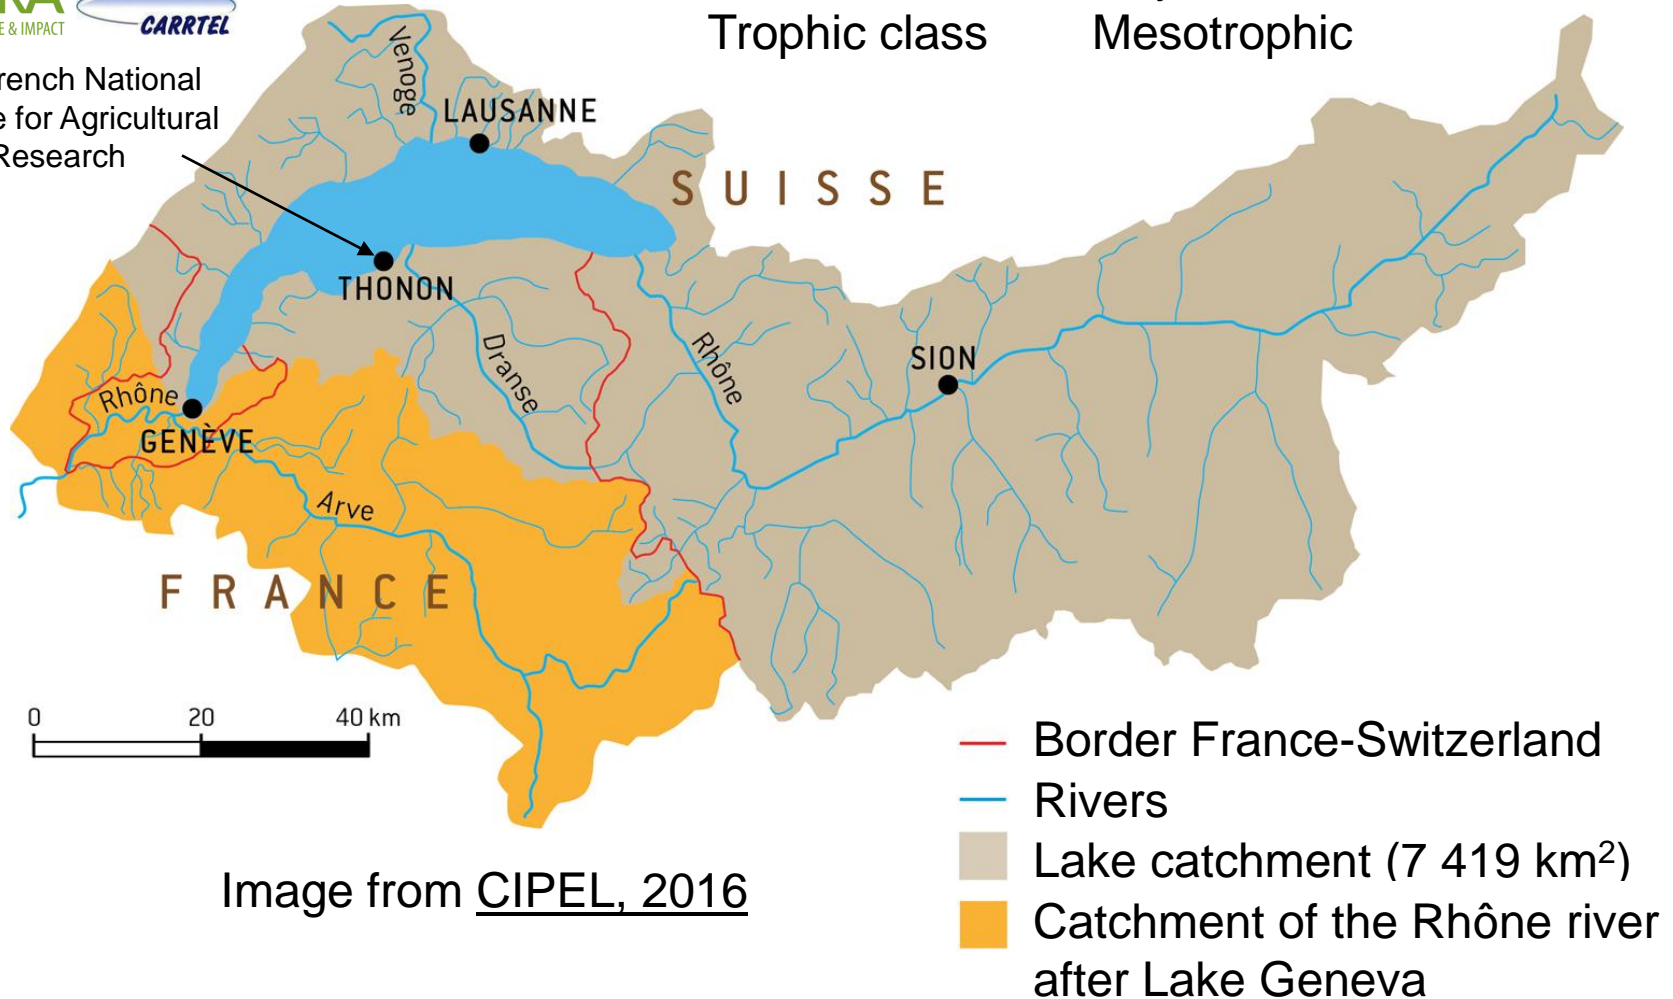 & IMPACT
CARRTEL
Trophic class Mesotrophic
rench National
for Agricultural
Research
Venoge
LAUSANNE
SUISSE
THONON
Dranse
Rhône
SION
Rhône
GENÈVE
Arve
FRANCE
0 20 40 km
Border France-Switzerland
Rivers
Lake catchment (7 419 km²)
Image from CIPEL, 2016
Catchment of the Rhône river
after Lake Geneva